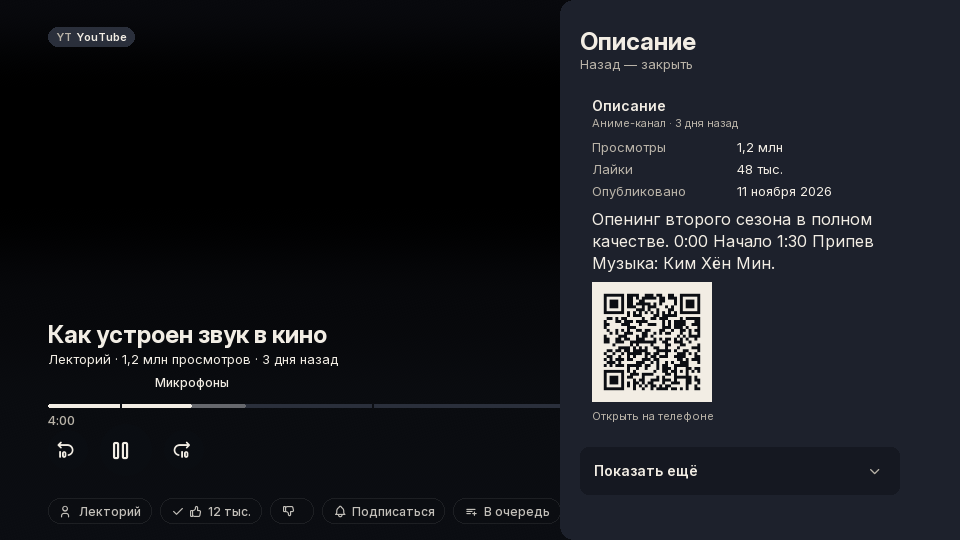 YT YouTube
Как устроен звук в кино
Лекторий · 1,2 млн просмотров · 3 дня назад
Микрофоны
4:00
10
10
Лекторий
12 тыс.
Подписаться
В очередь
Описание
Назад — закрыть
Описание
Аниме-канал · 3 дня назад
Просмотры 1,2 млн
Лайки 48 тыс.
Опубликовано 11 ноября 2026
Опенинг второго сезона в полном
качестве. 0:00 Начало 1:30 Припев
Музыка: Ким Хён Мин.
Открыть на телефоне
Показать ещё